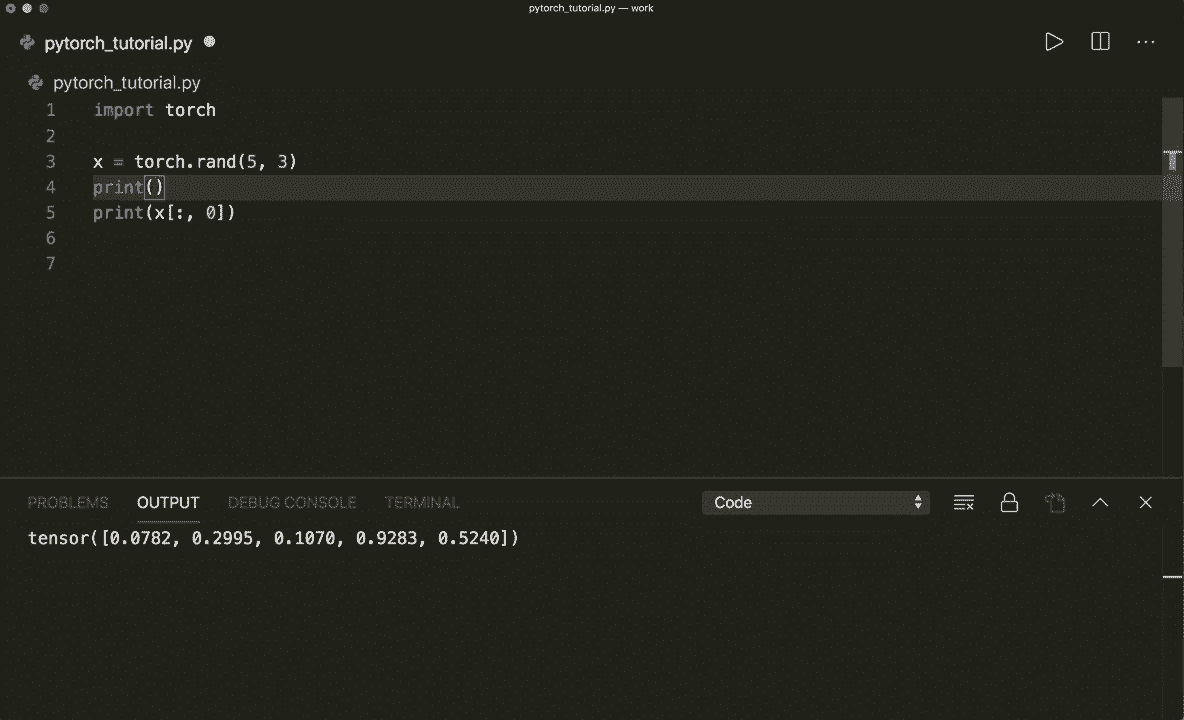 pytorch_tutorial.py — work
pytorch_tutorial.py
pytorch_tutorial.py
1 import torch
2
3 x = torch.rand(5, 3)
4 print()
5 print(x[:, 0])
6
7
PROBLEMS OUTPUT DEBUG CONSOLE TERMINAL Code
tensor([0.0782, 0.2995, 0.1070, 0.9283, 0.5240])